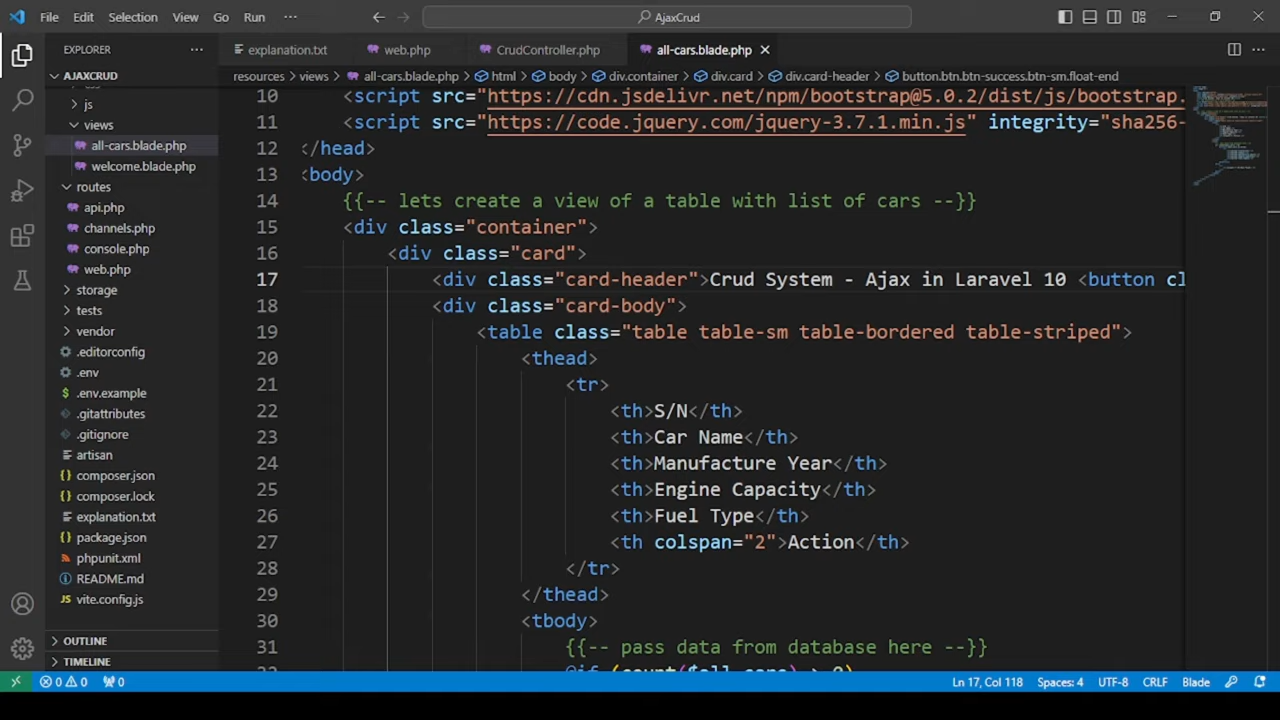 File Edit Selection View Go Run ··· AjaxCrud
EXPLORER ···
explanation.txt web.php CrudController.php all-cars.blade.php
resources > views > all-cars.blade.php > html > body > div.container > div.card > div.card-header > button.btn.btn-success.btn-sm.float-end
AJAXCRUD
js
views
all-cars.blade.php
welcome.blade.php
routes
api.php
channels.php
console.php
web.php
storage
tests
vendor
.editorconfig
.env
.env.example
.gitattributes
.gitignore
artisan
composer.json
composer.lock
explanation.txt
package.json
phpunit.xml
README.md
vite.config.js
OUTLINE
TIMELINE
10 <script src="https://cdn.jsdelivr.net/npm/bootstrap@5.0.2/dist/js/bootstrap.
11 <script src="https://code.jquery.com/jquery-3.7.1.min.js" integrity="sha256-
12 </head>
13 <body>
14 {{-- lets create a view of a table with list of cars --}}
15 <div class="container">
16 <div class="card">
17 <div class="card-header">Crud System - Ajax in Laravel 10 <button cl
18 <div class="card-body">
19 <table class="table table-sm table-bordered table-striped">
20 <thead>
21 <tr>
22 <th>S/N</th>
23 <th>Car Name</th>
24 <th>Manufacture Year</th>
25 <th>Engine Capacity</th>
26 <th>Fuel Type</th>
27 <th colspan="2">Action</th>
28 </tr>
29 </thead>
30 <tbody>
31 {{-- pass data from database here --}}
0 0 0 Ln 17, Col 118 Spaces: 4 UTF-8 CRLF Blade